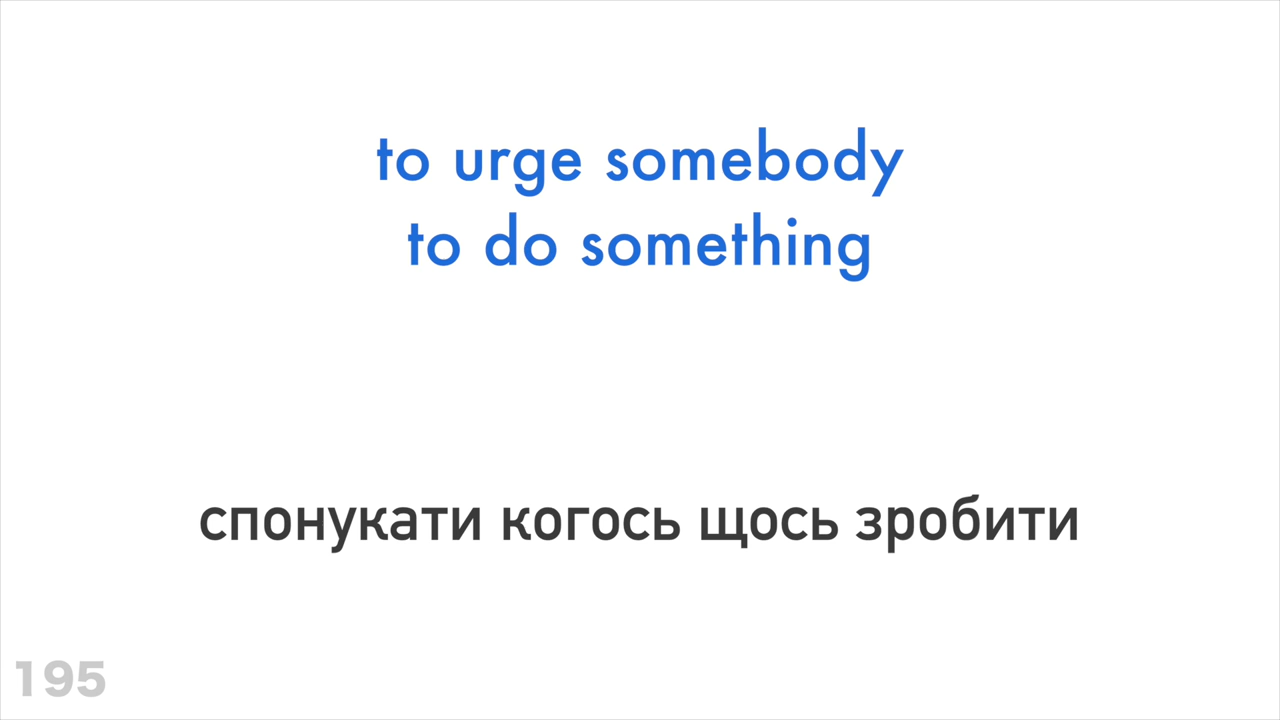 to urge somebody
to do something
спонукати когось щось зробити
195